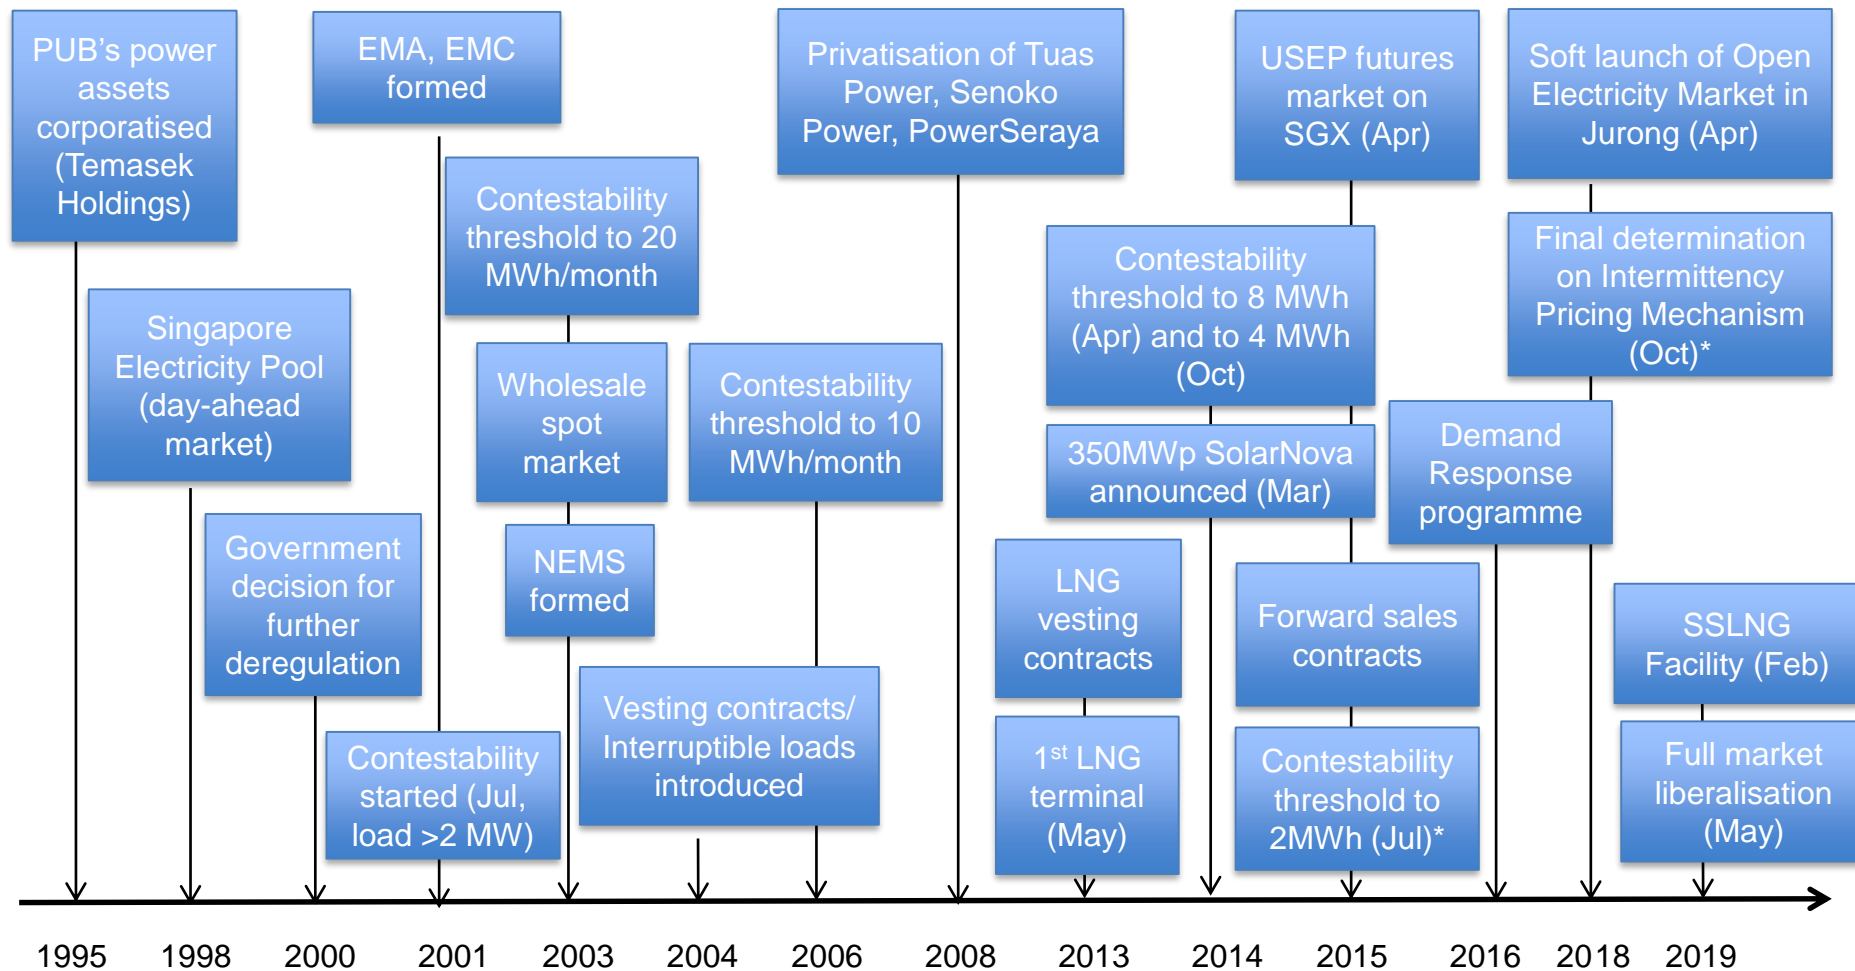 PUB’s power
assets
corporatised
(Temasek
Holdings)
Singapore
Electricity Pool
(day-ahead
market)
Government
decision for
further
deregulation
EMA, EMC
formed
Contestability
started (Jul,
load >2 MW)
Contestability
threshold to 20
MWh/month
Wholesale
spot
market
NEMS
formed
Vesting contracts/
Interruptible loads
introduced
Contestability
threshold to 10
MWh/month
Privatisation of Tuas
Power, Senoko
Power, PowerSeraya
LNG
vesting
contracts
1st LNG
terminal
(May)
Contestability
threshold to 8 MWh
(Apr) and to 4 MWh
(Oct)
350MWp SolarNova
announced (Mar)
USEP futures
market on
SGX (Apr)
Forward sales
contracts
Contestability
threshold to
2MWh (Jul)*
Demand
Response
programme
Soft launch of Open
Electricity Market in
Jurong (Apr)
Final determination
on Intermittency
Pricing Mechanism
(Oct)*
SSLNG
Facility (Feb)
Full market
liberalisation
(May)
1995 1998 2000 2001 2003 2004 2006 2008 2013 2014 2015 2016 2018 2019